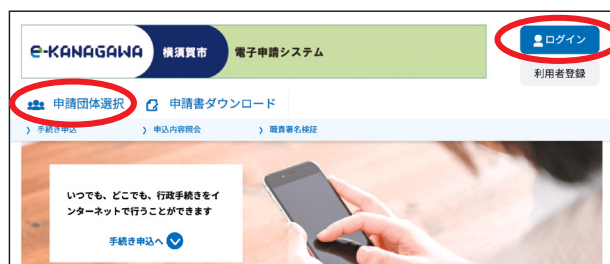 e-KANAGAWA 横須賀市 電子申請システム
ログイン
利用者登録
申請団体選択 申請書ダウンロード
手続き申込 申込内容照会 職責署名検証
いつでも、どこでも、行政手続きをイ
ンターネットで行うことができます
手続き申込へ